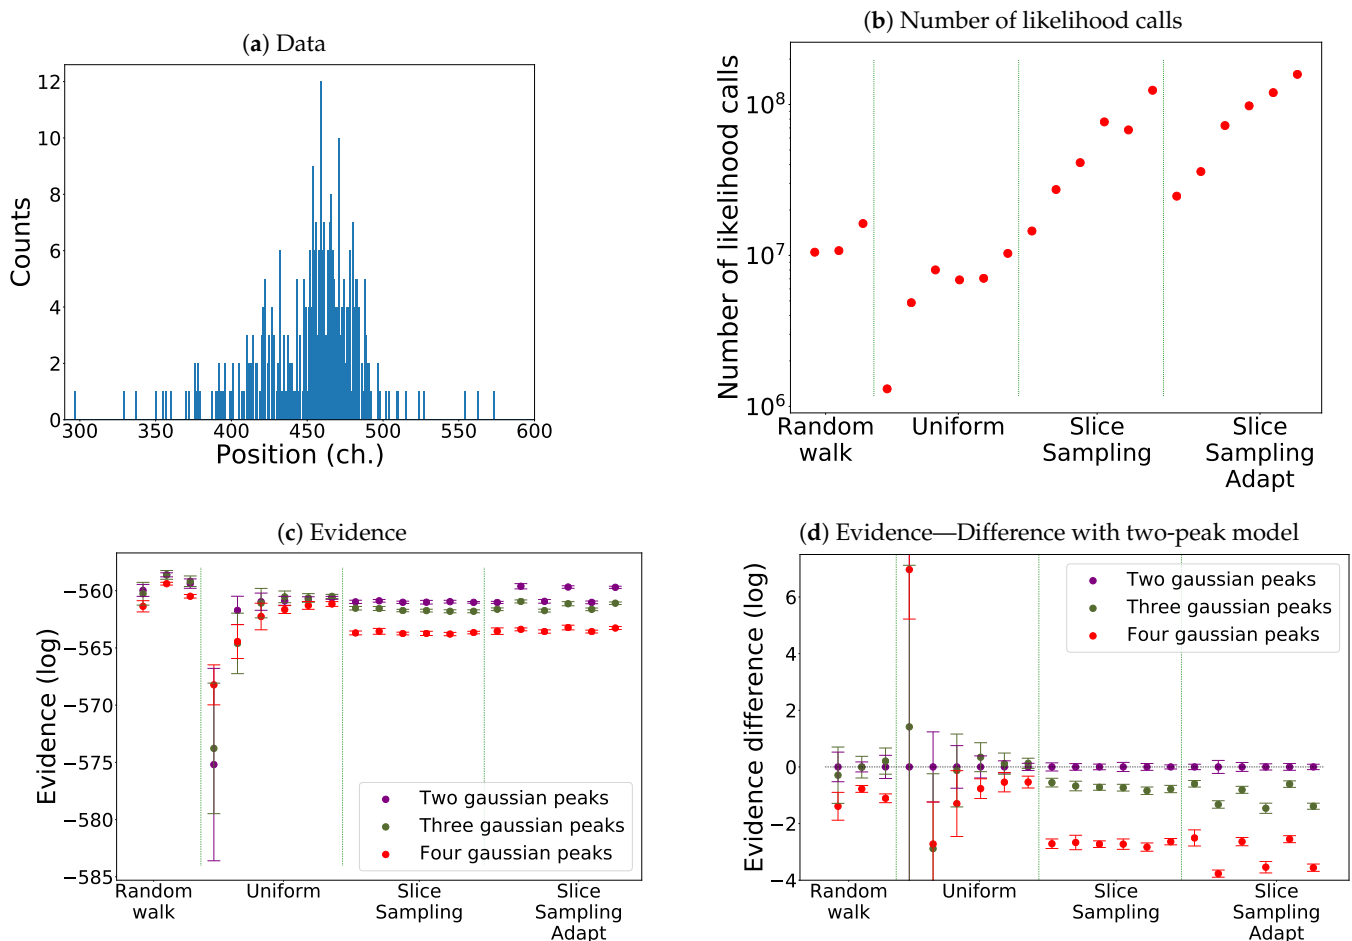 (a) Data
Counts
12
10
8
6
4
2
0
300 350 400 450 500 550 600
Position (ch.)
(b) Number of likelihood calls
Number of likelihood calls
10^8
10^7
10^6
Random walk
Uniform
Slice Sampling
Slice Sampling Adapt
(c) Evidence
Evidence (log)
−560
−565
−570
−575
−580
−585
Two gaussian peaks
Three gaussian peaks
Four gaussian peaks
Random walk
Uniform
Slice Sampling
Slice Sampling Adapt
(d) Evidence—Difference with two-peak model
Evidence difference (log)
6
4
2
0
−2
−4
Two gaussian peaks
Three gaussian peaks
Four gaussian peaks
Random walk
Uniform
Slice Sampling
Slice Sampling Adapt